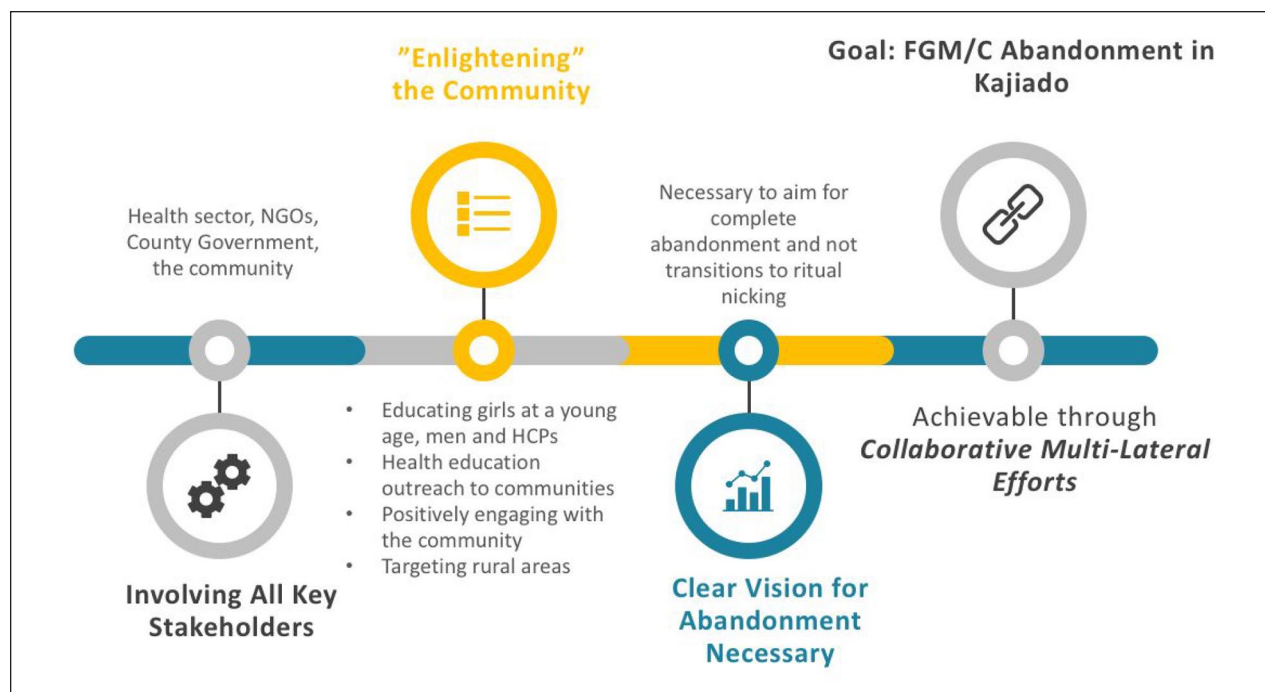 Health sector, NGOs,
County Government,
the community
Involving All Key
Stakeholders
”Enlightening”
the Community
• Educating girls at a young
age, men and HCPs
• Health education
outreach to communities
• Positively engaging with
the community
• Targeting rural areas
Necessary to aim for
complete
abandonment and not
transitions to ritual
nicking
Clear Vision for
Abandonment
Necessary
Goal: FGM/C Abandonment in
Kajiado
Achievable through
Collaborative Multi-Lateral
Efforts